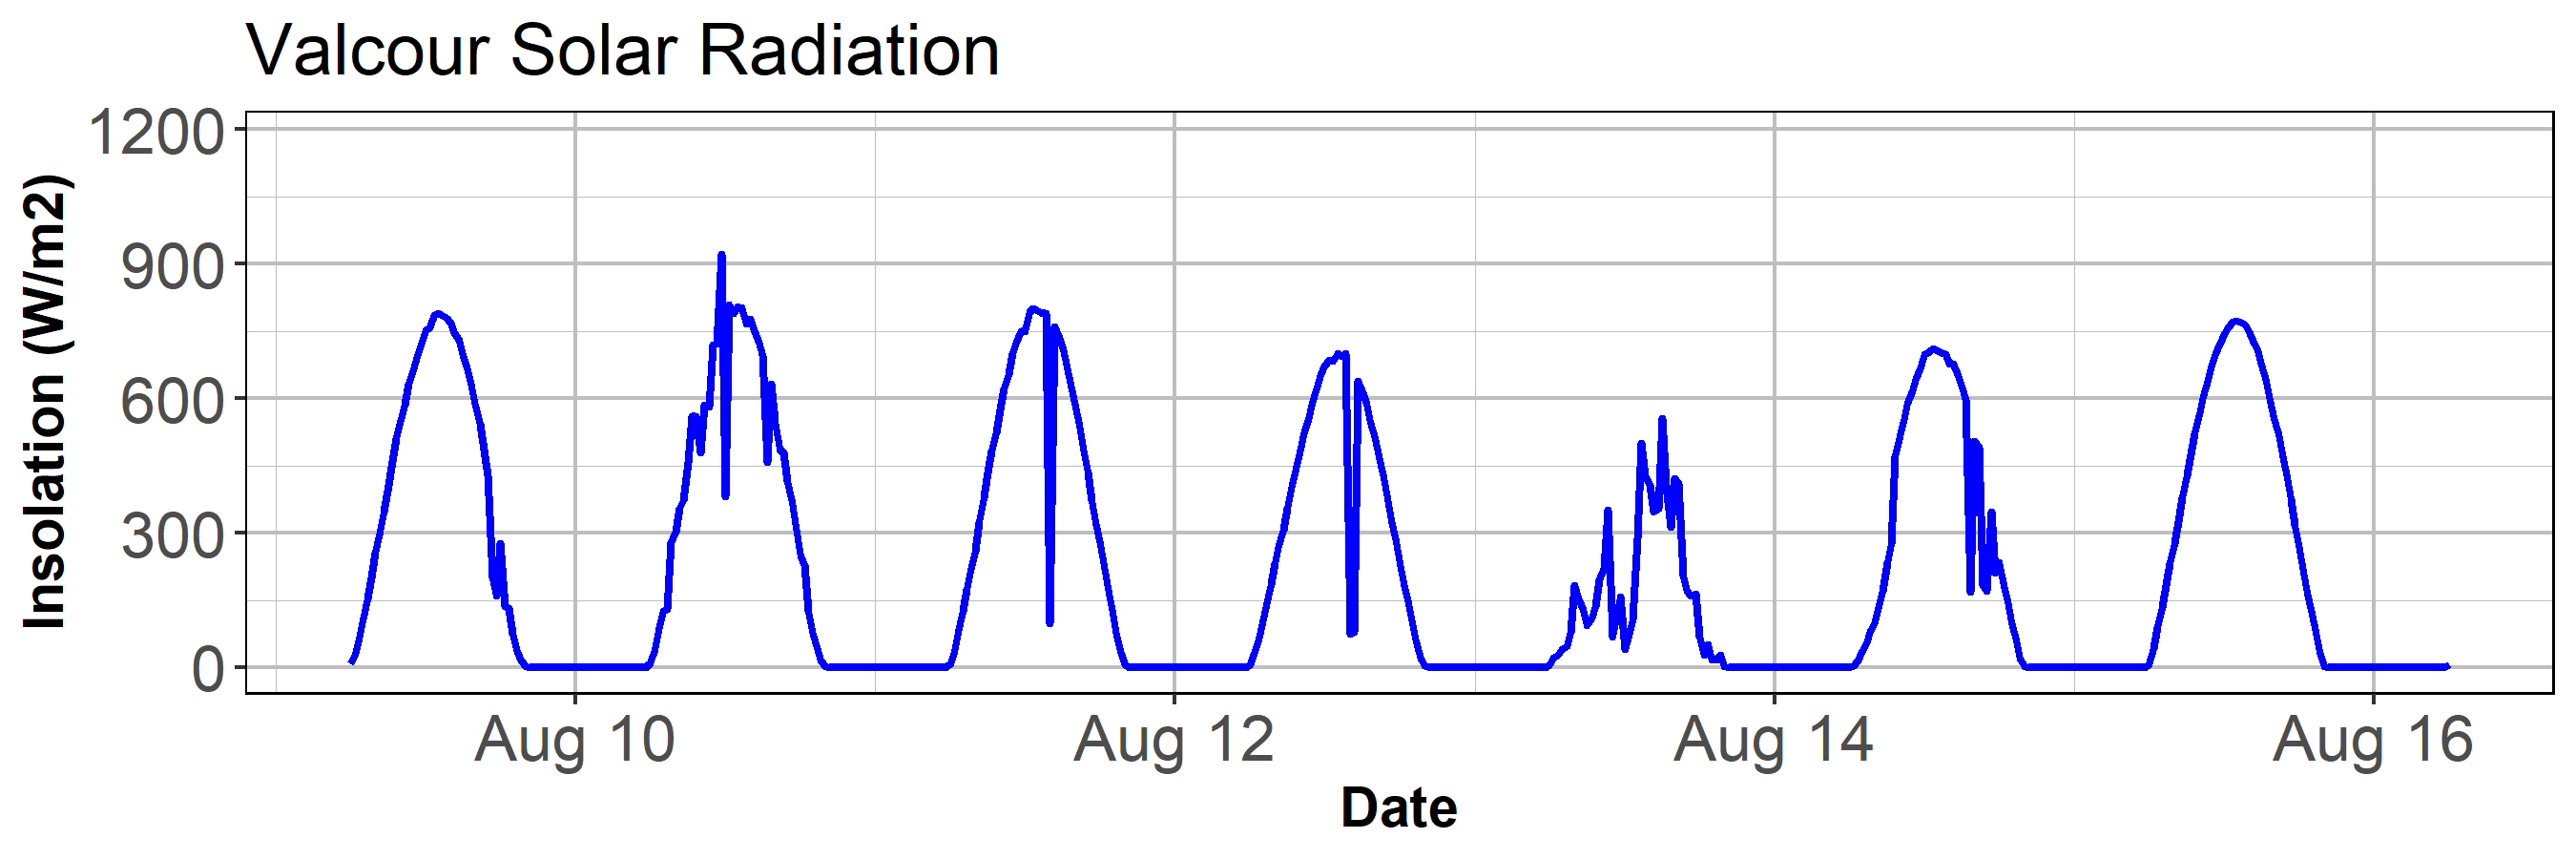 Valcour Solar Radiation
1200
900
600
300
0
Insolation (W/m2)
Aug 10
Aug 12
Aug 14
Aug 16
Date